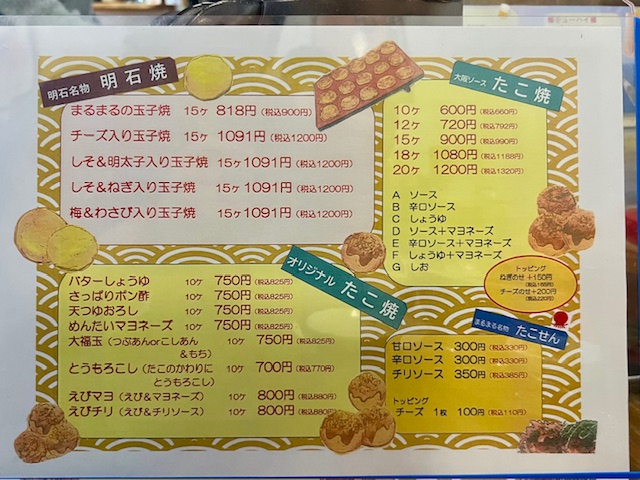 明石名物 明石焼
まるまるの玉子焼 15ヶ 818円(税込900円)
チーズ入り玉子焼 15ヶ 1091円(税込1200円)
しそ&明太子入り玉子焼 15ヶ1091円(税込1200円)
しそ&ねぎ入り玉子焼 15ヶ1091円(税込1200円)
梅&わさび入り玉子焼 15ヶ1091円(税込1200円)
大阪ソース たこ焼
10ヶ 600円(税込660円)
12ヶ 720円(税込792円)
15ヶ 900円(税込990円)
18ヶ 1080円(税込1188円)
20ヶ 1200円(税込1320円)
A ソース
B 辛口ソース
C しょうゆ
D ソース+マヨネーズ
E 辛口ソース+マヨネーズ
F しょうゆ+マヨネーズ
G しお
トッピング
ねぎのせ +150円
(税込165円)
チーズのせ+200円
(税込220円)
オリジナル たこ焼
バターしょうゆ 10ヶ 750円(税込825円)
さっぱりポン酢 10ヶ 750円(税込825円)
天つゆおろし 10ヶ 750円(税込825円)
めんたいマヨネーズ 10ヶ 750円(税込825円)
大福玉(つぶあんorこしあん 10ヶ 750円(税込825円)
&もち)
とうもろこし(たこのかわりに 10ヶ 700円(税込770円)
とうもろこし)
えびマヨ(えび&マヨネーズ) 10ヶ 800円(税込880円)
えびチリ(えび&チリソース) 10ヶ 800円(税込880円)
まるまる名物 たこせん
甘口ソース 300円(税込330円)
辛口ソース 300円(税込330円)
チリソース 350円(税込385円)
トッピング
チーズ 1枚 100円(税込110円)